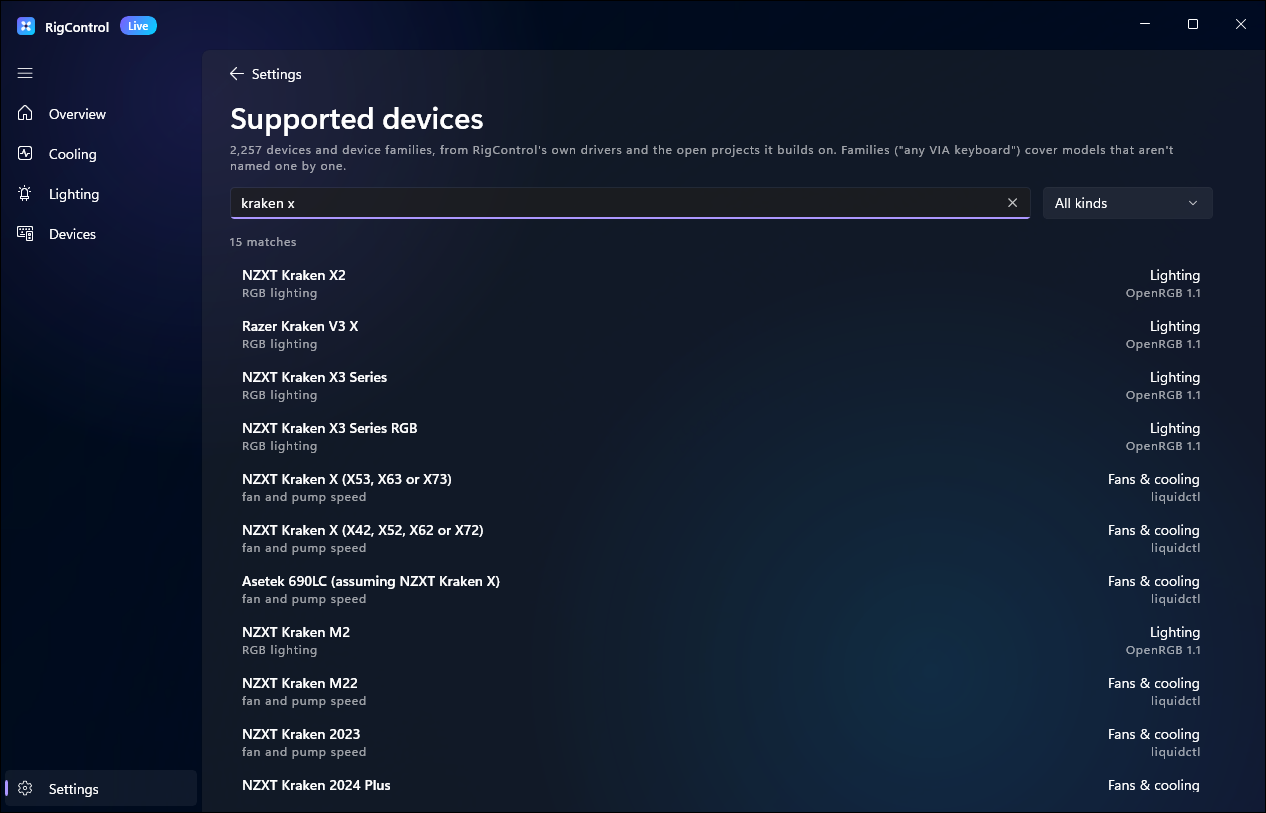 RigControl Live
Settings
Overview
Cooling
Lighting
Devices
Settings
Supported devices
2,257 devices and device families, from RigControl's own drivers and the open projects it builds on. Families ("any VIA keyboard") cover models that aren't
named one by one.
kraken x
All kinds
15 matches
NZXT Kraken X2 Lighting
RGB lighting OpenRGB 1.1
Razer Kraken V3 X Lighting
RGB lighting OpenRGB 1.1
NZXT Kraken X3 Series Lighting
RGB lighting OpenRGB 1.1
NZXT Kraken X3 Series RGB Lighting
RGB lighting OpenRGB 1.1
NZXT Kraken X (X53, X63 or X73) Fans & cooling
fan and pump speed liquidctl
NZXT Kraken X (X42, X52, X62 or X72) Fans & cooling
fan and pump speed liquidctl
Asetek 690LC (assuming NZXT Kraken X) Fans & cooling
fan and pump speed liquidctl
NZXT Kraken M2 Lighting
RGB lighting OpenRGB 1.1
NZXT Kraken M22 Fans & cooling
fan and pump speed liquidctl
NZXT Kraken 2023 Fans & cooling
fan and pump speed liquidctl
NZXT Kraken 2024 Plus Fans & cooling